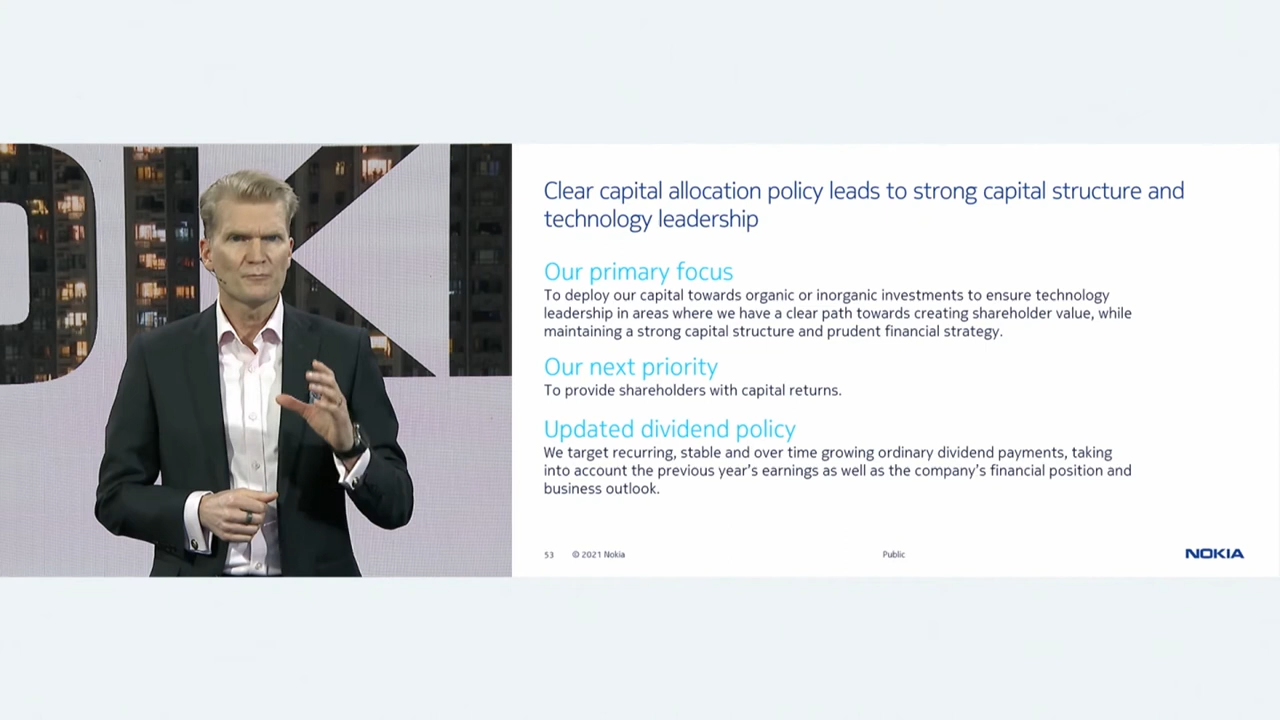 OKI
Clear capital allocation policy leads to strong capital structure and
technology leadership
Our primary focus
To deploy our capital towards organic or inorganic investments to ensure technology
leadership in areas where we have a clear path towards creating shareholder value, while
maintaining a strong capital structure and prudent financial strategy.
Our next priority
To provide shareholders with capital returns.
Updated dividend policy
We target recurring, stable and over time growing ordinary dividend payments, taking
into account the previous year's earnings as well as the company's financial position and
business outlook.
53 © 2021 Nokia Public NOKIA